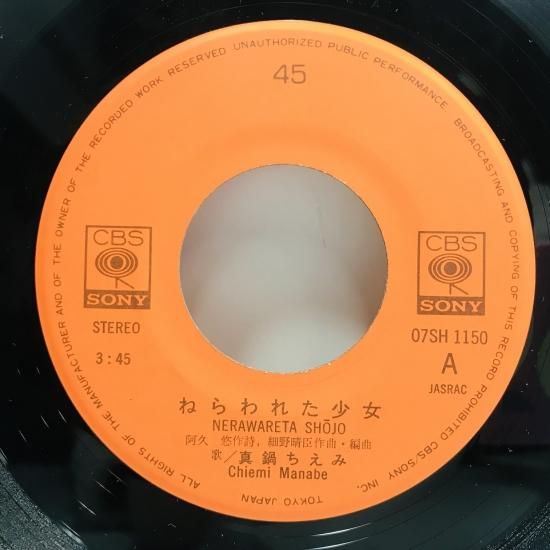 ALL RIGHTS OF THE MANUFACTURER AND OF THE OWNER OF THE RECORDED WORK RESERVED UNAUTHORIZED PUBLIC PERFORMANCE BROADCASTING AND COPYING OF THIS RECORD PROHIBITED CBS/SONY INC. TOKYO JAPAN
45
CBS
SONY
CBS
SONY
STEREO
07SH 1150
3:45
A
JASRAC
ねらわれた少女
NERAWARETA SHŌJO
阿久 悠作詩，細野晴臣作曲・編曲
歌／真鍋ちえみ
Chiemi Manabe